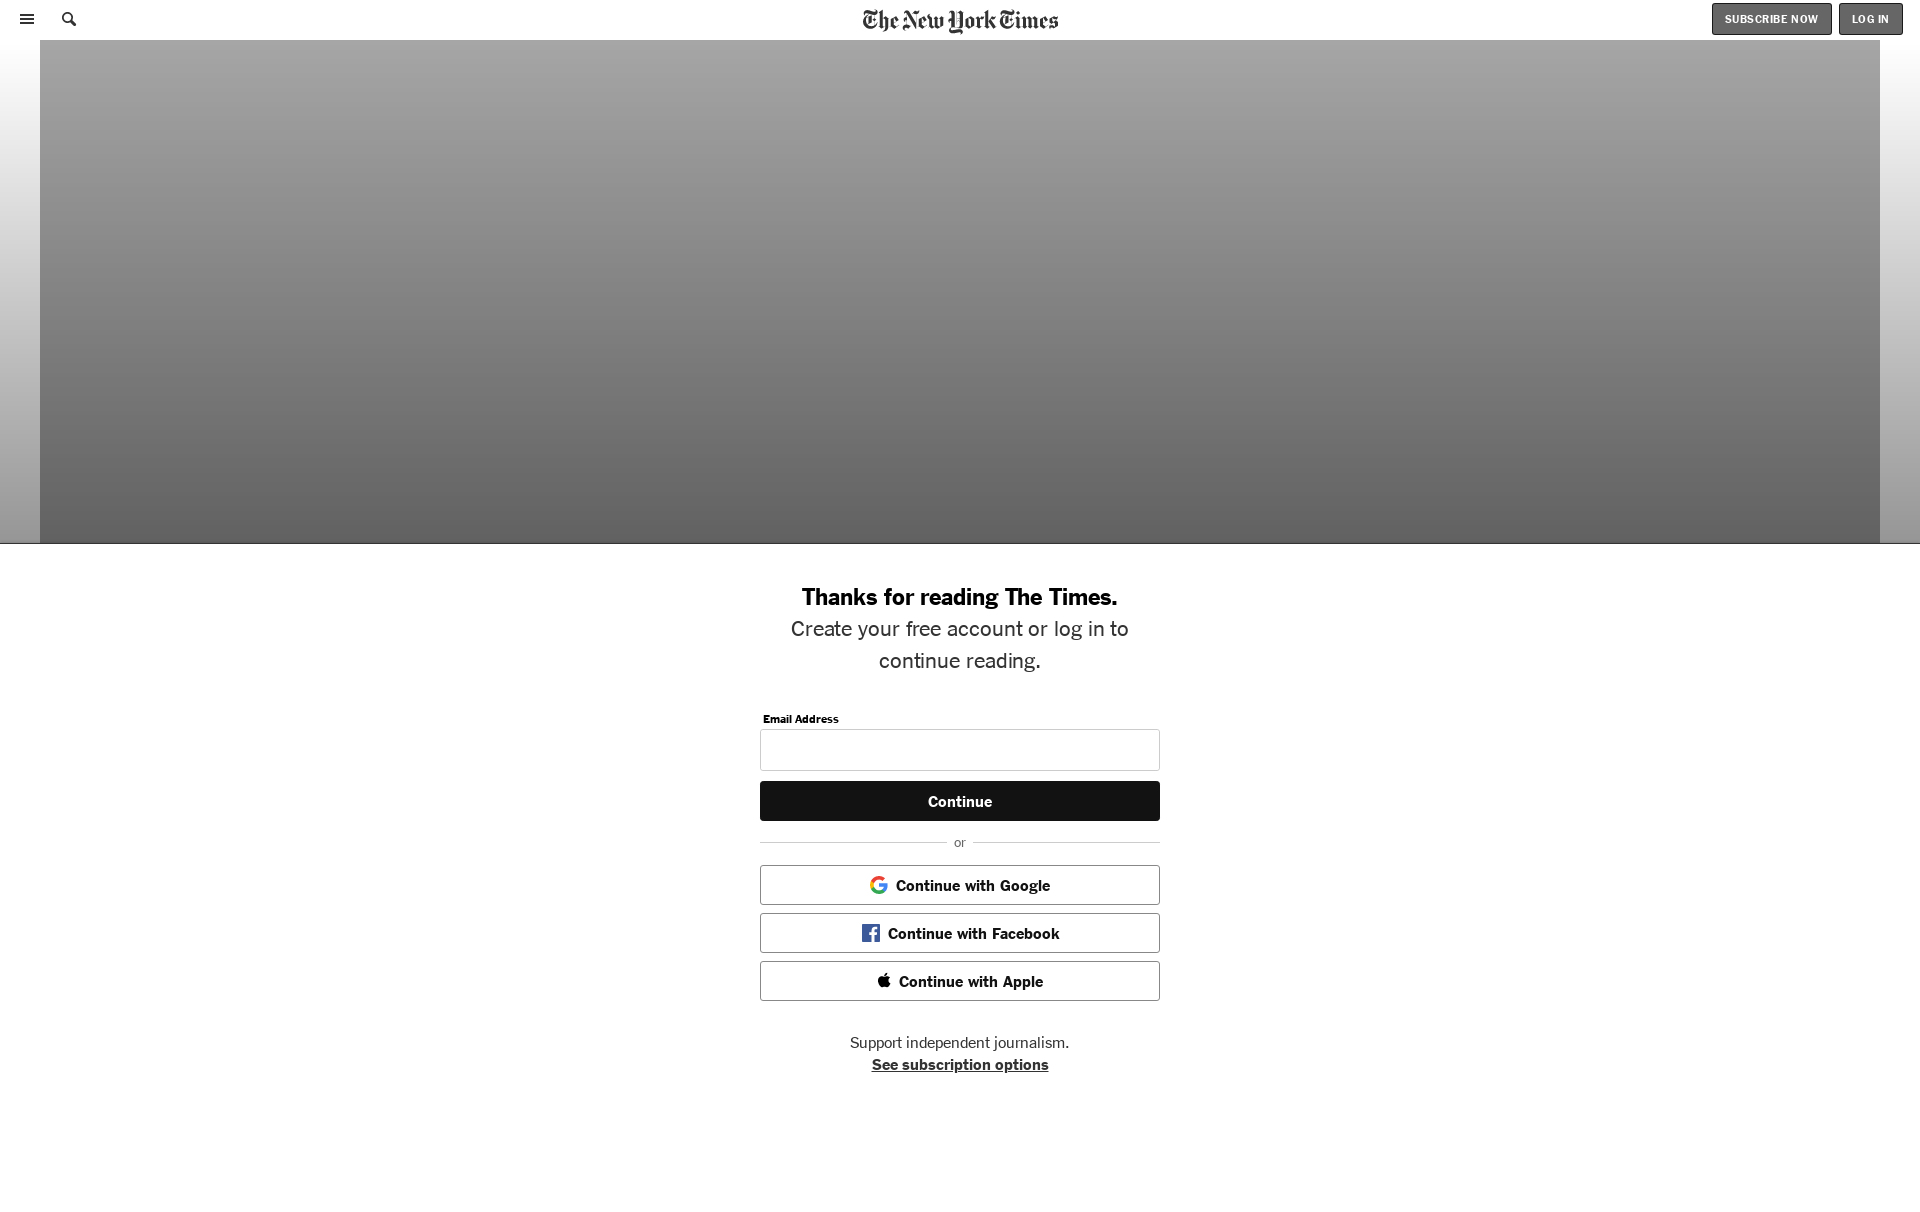 The New York Times
SUBSCRIBE NOW
LOG IN
Thanks for reading The Times.
Create your free account or log in to
continue reading.
Email Address
Continue
or
Continue with Google
Continue with Facebook
Continue with Apple
Support independent journalism.
See subscription options